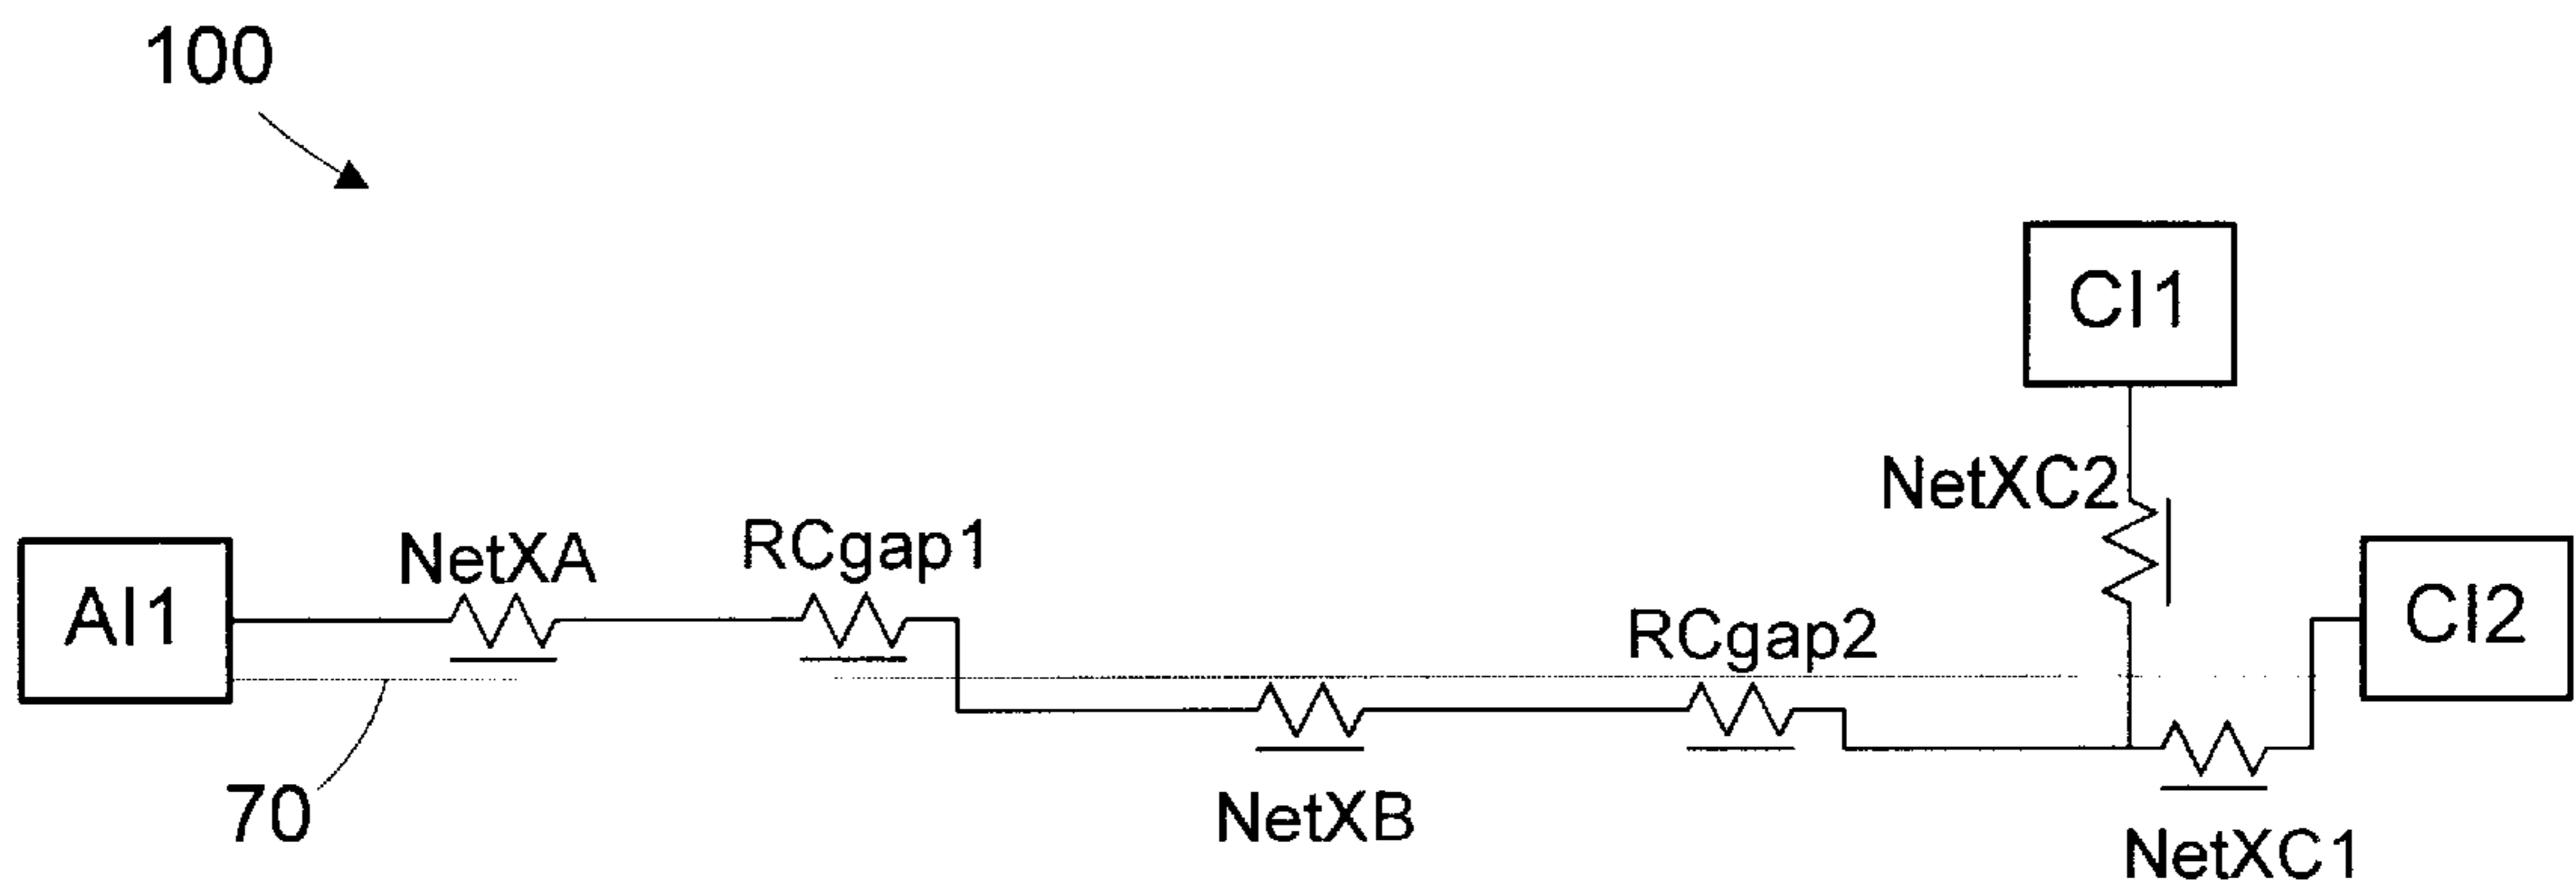 100
CI1
NetXC2
NetXA
RCgap1
AI1
RCgap2
CI2
70
NetXB
NetXC1